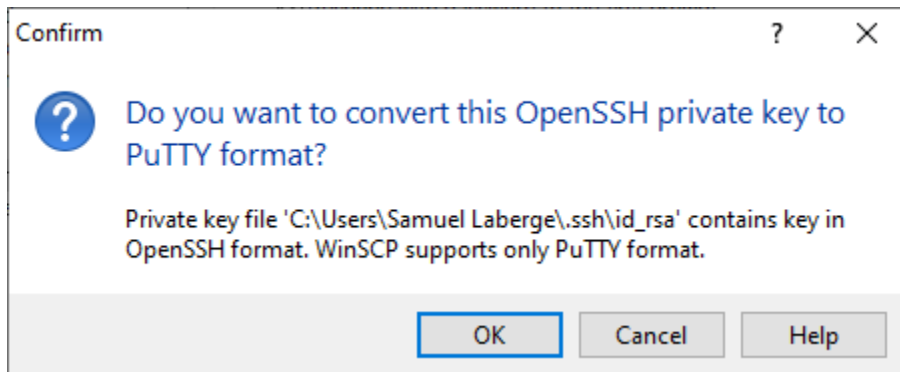 Confirm
?
Do you want to convert this OpenSSH private key to
PuTTY format?
Private key file 'C:\Users\Samuel Laberge\.ssh\id_rsa' contains key in
OpenSSH format. WinSCP supports only PuTTY format.
OK
Cancel
Help